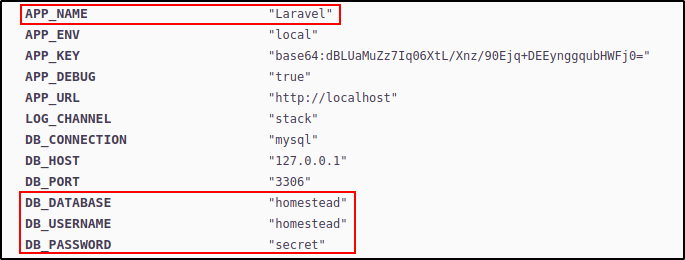 APP_NAME "Laravel"
APP_ENV "local"
APP_KEY "base64:dBLUaMuZz7Iq06XtL/Xnz/90Ejq+DEEynggqubHWFj0="
APP_DEBUG "true"
APP_URL "http://localhost"
LOG_CHANNEL "stack"
DB_CONNECTION "mysql"
DB_HOST "127.0.0.1"
DB_PORT "3306"
DB_DATABASE "homestead"
DB_USERNAME "homestead"
DB_PASSWORD "secret"